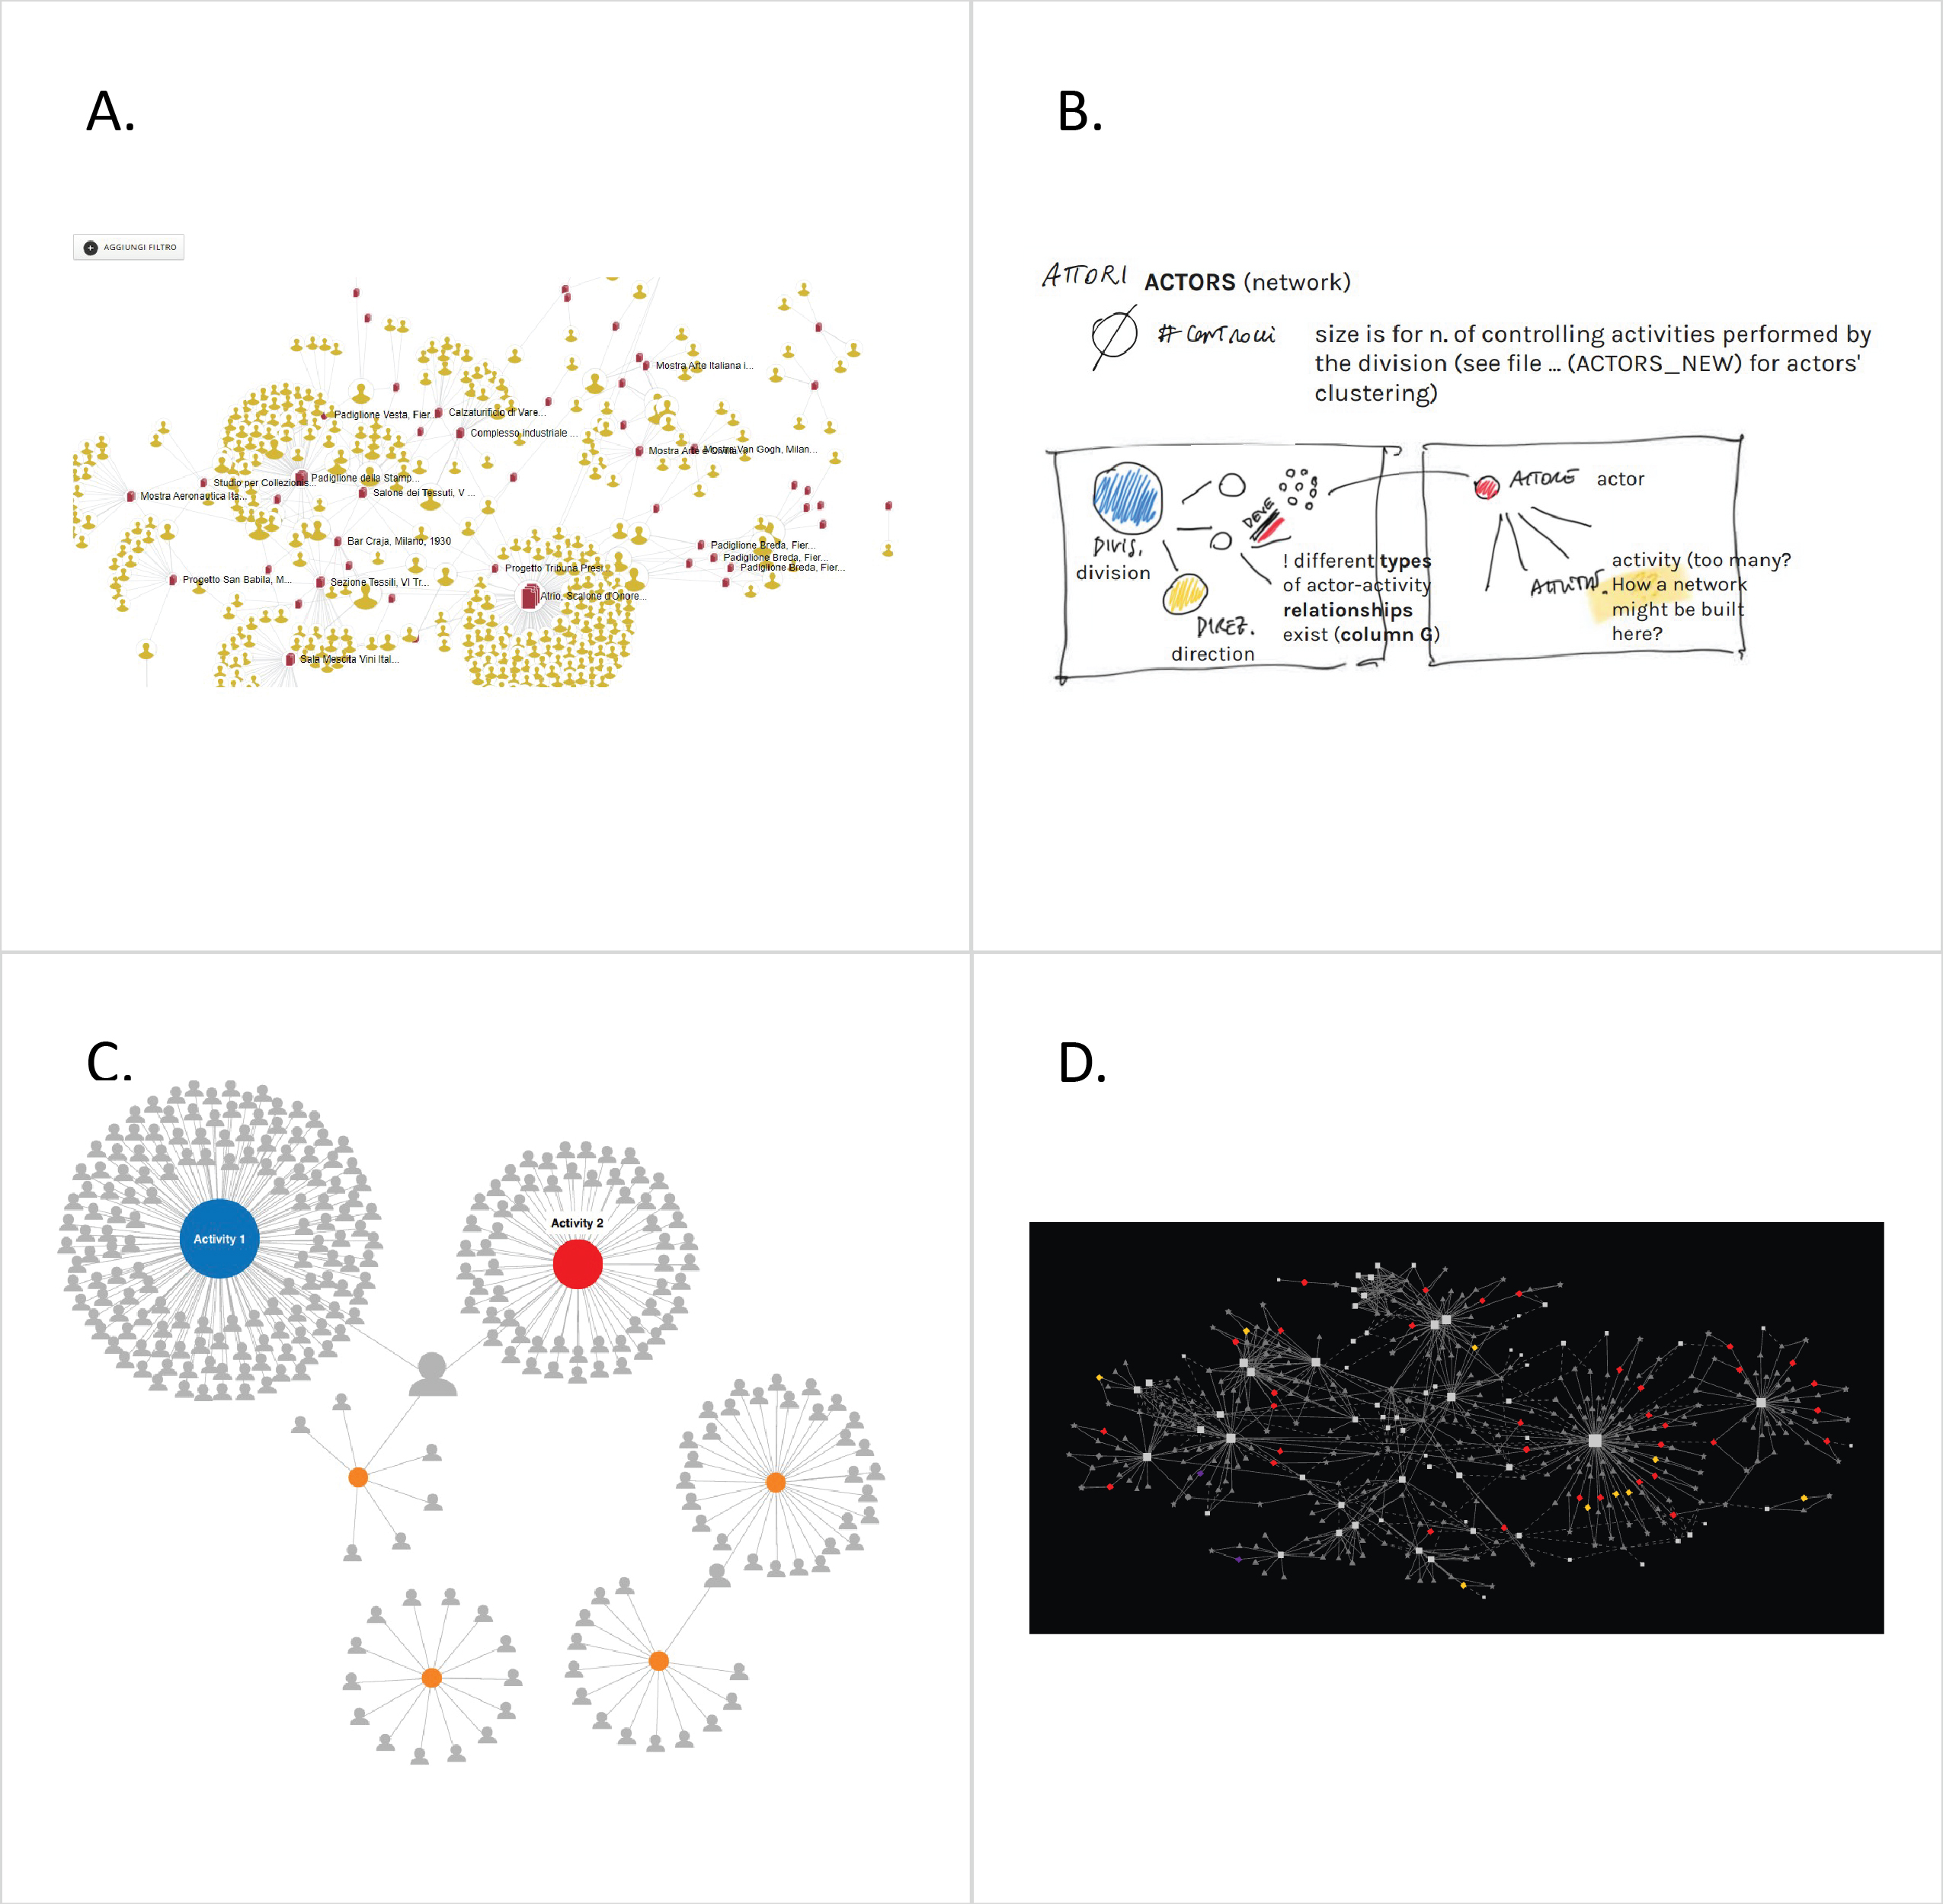 A.
AGGIUNGI FILTRO
Mostra Arte Italiana i...
Padiglione Vesta, Fier...
Calzaturificio di Vare...
Complesso industriale ...
Mostra Arte e Civiltà
Mostra Van Gogh, Milan...
Padiglione della Stamp...
Studio per Collezionis...
Salone dei Tessuti, V ...
Mostra Aeronautica Ita...
Bar Craja, Milano, 1930
Padiglione Breda, Fier...
Padiglione Breda, Fier...
Padiglione Breda, Fier...
Progetto Tribuna Pres...
Progetto San Babila, M...
Sezione Tessili, VI Tr...
Atrio, Scalone d'Onore...
Sala Mescita Vini Ital...
B.
ATTORI ACTORS (network)
# controlli
size is for n. of controlling activities performed by
the division (see file ... (ACTORS_NEW) for actors'
clustering)
DIVIS.
division
DEVE
DIREZ.
direction
! different types
of actor-activity
relationships
exist (column G)
ATTORE actor
ATTIVITÀ.
activity (too many?
How a network
might be built
here?
C.
Activity 1
Activity 2
D.